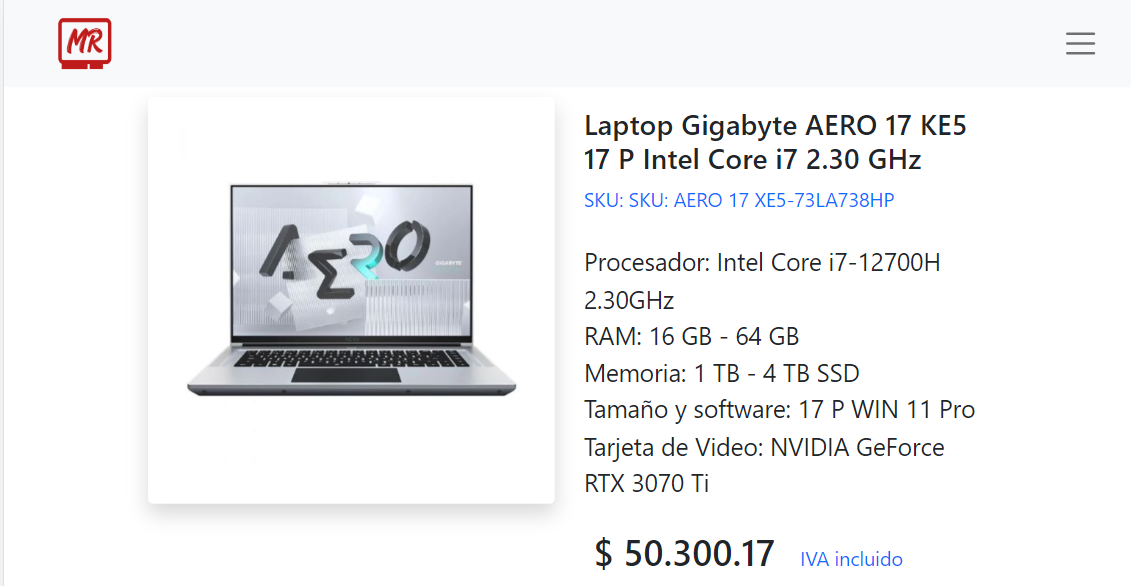 MR
Laptop Gigabyte AERO 17 KE5
17 P Intel Core i7 2.30 GHz
SKU: SKU: AERO 17 XE5-73LA738HP
AERO
GIGABYTE
Procesador: Intel Core i7-12700H
2.30GHz
RAM: 16 GB - 64 GB
Memoria: 1 TB - 4 TB SSD
Tamaño y software: 17 P WIN 11 Pro
Tarjeta de Video: NVIDIA GeForce
RTX 3070 Ti
$ 50.300.17 IVA incluido